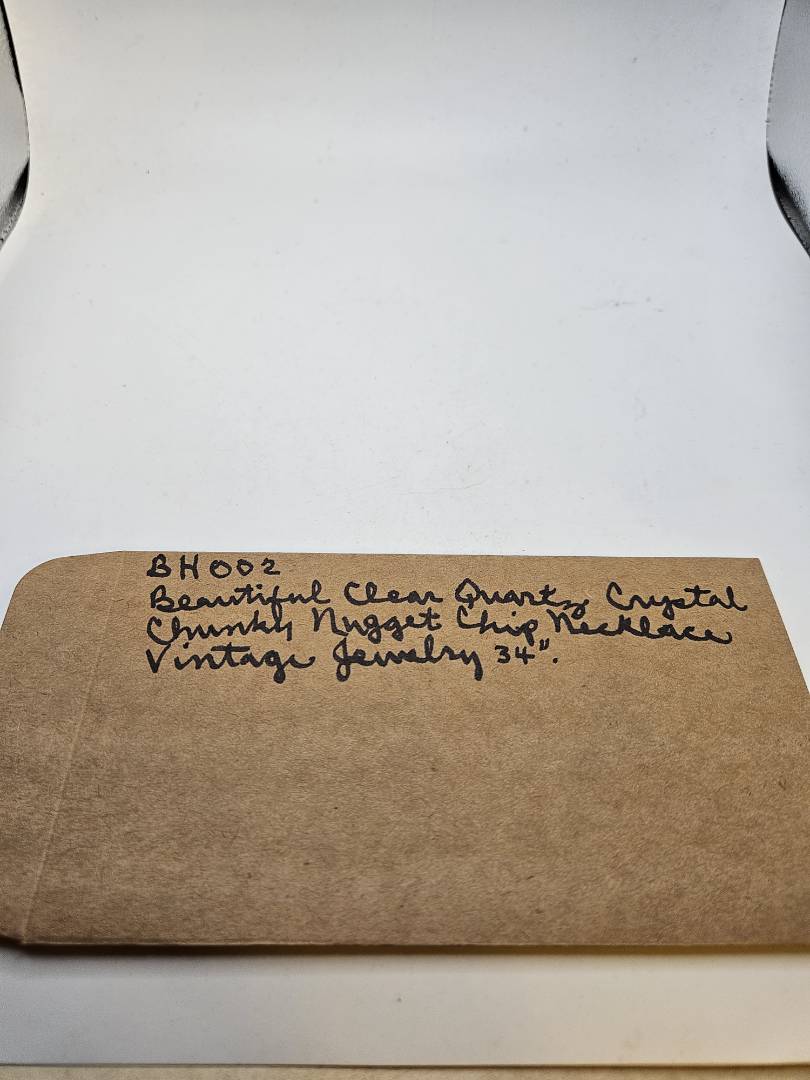 BH002
Beautiful Clear Quartz Crystal
Chunky Nugget Chip Necklace
Vintage Jewelry 34".